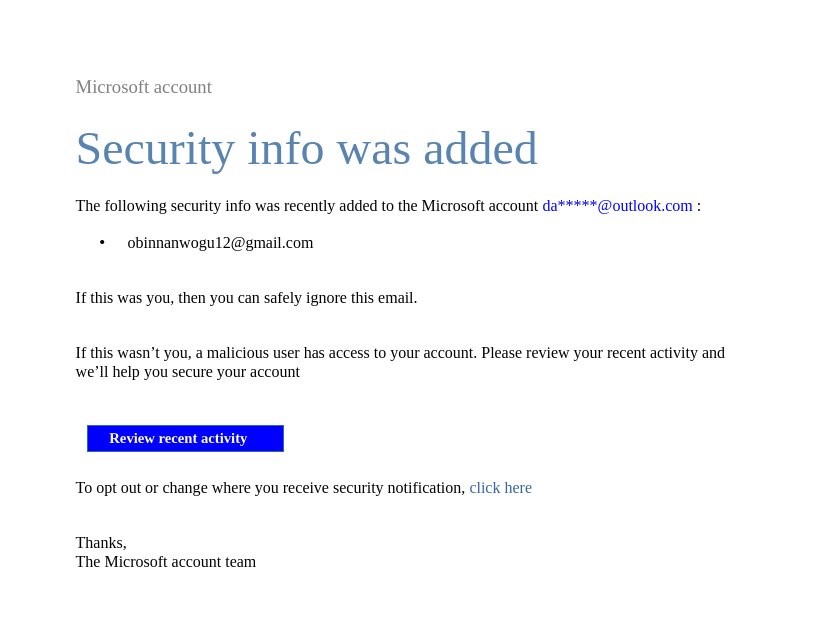 Microsoft account
Security info was added
The following security info was recently added to the Microsoft account da*****@outlook.com :
• obinnanwogu12@gmail.com
If this was you, then you can safely ignore this email.
If this wasn’t you, a malicious user has access to your account. Please review your recent activity and
we’ll help you secure your account
Review recent activity
To opt out or change where you receive security notification, click here
Thanks,
The Microsoft account team